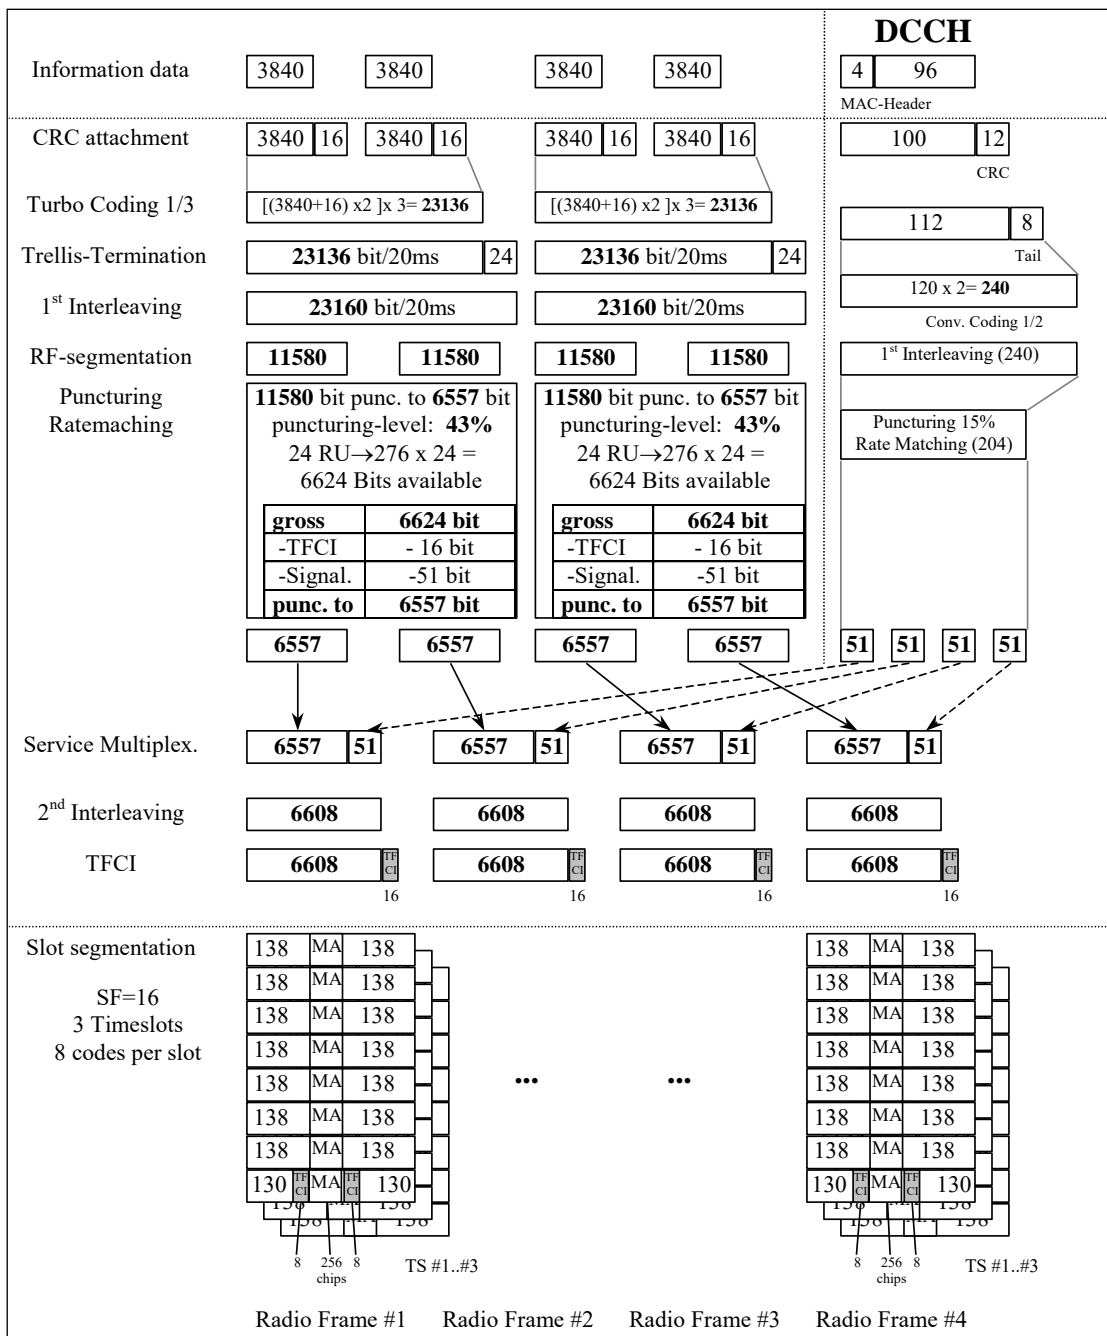 DCCH
Information data 3840 3840 3840 3840 4 96
MAC-Header
CRC attachment 3840 16 3840 16 3840 16 3840 16 100 12
CRC
Turbo Coding 1/3 [(3840+16) x2 ]x 3= 23136 [(3840+16) x2 ]x 3= 23136
112 8
Tail
Trellis-Termination 23136 bit/20ms 24 23136 bit/20ms 24
120 x 2= 240
1st Interleaving 23160 bit/20ms 23160 bit/20ms
Conv. Coding 1/2
RF-segmentation 11580 11580 11580 11580 1st Interleaving (240)
Puncturing
Ratemaching
11580 bit punc. to 6557 bit
puncturing-level: 43%
24 RU→276 x 24 =
6624 Bits available
gross 6624 bit
-TFCI - 16 bit
-Signal. -51 bit
punc. to 6557 bit
11580 bit punc. to 6557 bit
puncturing-level: 43%
24 RU→276 x 24 =
6624 Bits available
gross 6624 bit
-TFCI - 16 bit
-Signal. -51 bit
punc. to 6557 bit
Puncturing 15%
Rate Matching (204)
6557 6557 6557 6557 51 51 51 51
Service Multiplex. 6557 51 6557 51 6557 51 6557 51
2nd Interleaving 6608 6608 6608 6608
TFCI 6608 TF CI 6608 TF CI 6608 TF CI 6608 TF CI
16 16 16 16
Slot segmentation
SF=16
3 Timeslots
8 codes per slot
138 MA 138
138 MA 138
138 MA 138
138 MA 138
138 MA 138
138 MA 138
138 MA 138
130 TF CI MA TF CI 130
138 MA 138
138 MA 138
8 256 8
chips
TS #1..#3
... ...
138 MA 138
138 MA 138
138 MA 138
138 MA 138
138 MA 138
138 MA 138
138 MA 138
130 TF CI MA TF CI 130
138 MA 138
138 MA 138
8 256 8
chips
TS #1..#3
Radio Frame #1 Radio Frame #2 Radio Frame #3 Radio Frame #4